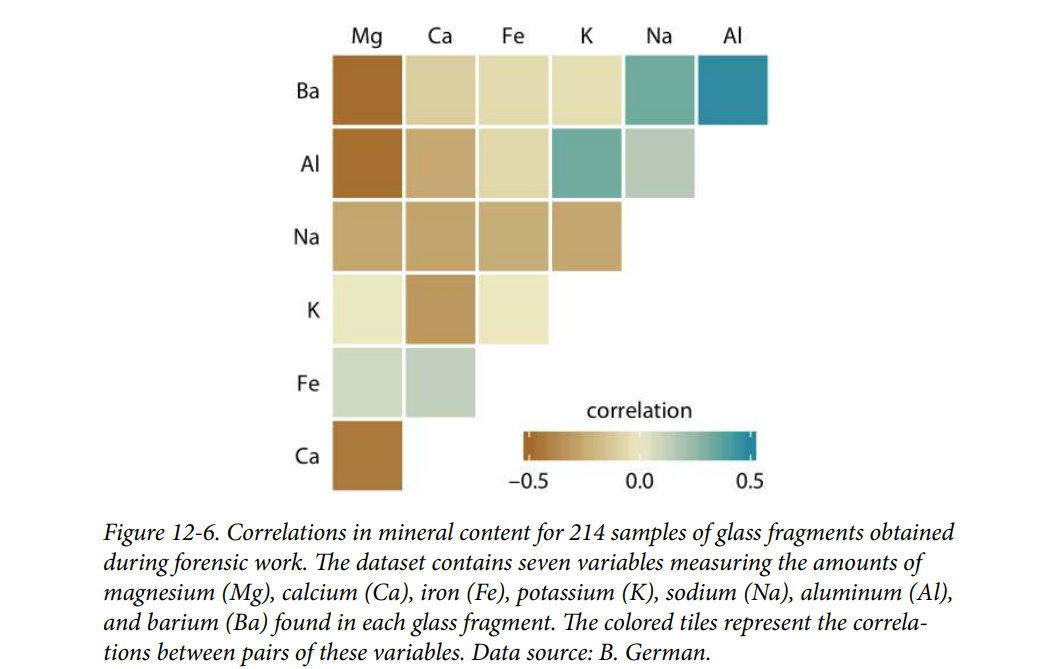 Mg Ca Fe K Na Al
Ba
Al
Na
K
Fe
correlation
Ca
−0.5 0.0 0.5
Figure 12-6. Correlations in mineral content for 214 samples of glass fragments obtained
during forensic work. The dataset contains seven variables measuring the amounts of
magnesium (Mg), calcium (Ca), iron (Fe), potassium (K), sodium (Na), aluminum (Al),
and barium (Ba) found in each glass fragment. The colored tiles represent the correla-
tions between pairs of these variables. Data source: B. German.